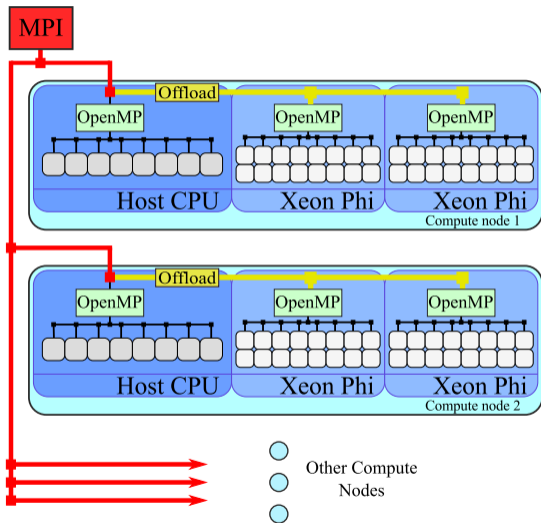 MPI
Offload
OpenMP
OpenMP
OpenMP
Host CPU
Xeon Phi
Xeon Phi
Compute node 1
Offload
OpenMP
OpenMP
OpenMP
Host CPU
Xeon Phi
Xeon Phi
Compute node 2
Other Compute
Nodes